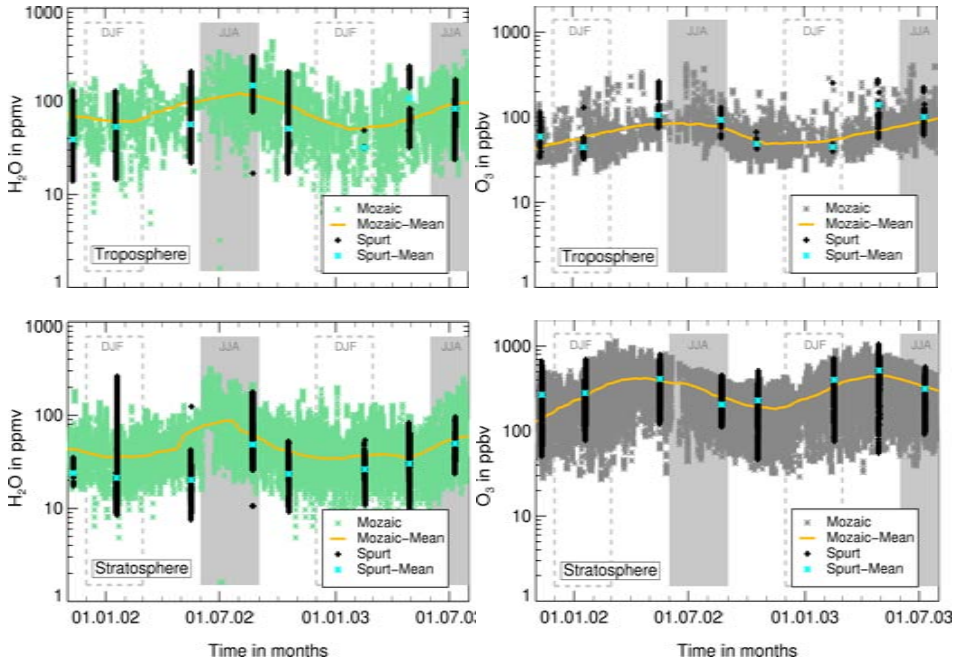 1000
100
10
1
H2O in ppmv
DJF
JJA
DJF
Mozaic
Mozaic-Mean
Spurt
Spurt-Mean
Troposphere
1000
100
10
1
O3 in ppbv
DJF
JJA
DJF
JJA
Mozaic
Mozaic-Mean
Spurt
Spurt-Mean
Troposphere
1000
100
10
1
H2O in ppmv
DJF
JJA
DJF
JJA
Mozaic
Mozaic-Mean
Spurt
Spurt-Mean
Stratosphere
01.01.02 01.07.02 01.01.03 01.07.03
Time in months
1000
100
10
1
O3 in ppbv
DJF
JJA
DJF
JJA
Mozaic
Mozaic-Mean
Spurt
Spurt-Mean
Stratosphere
01.01.02 01.07.02 01.01.03 01.07.03
Time in months